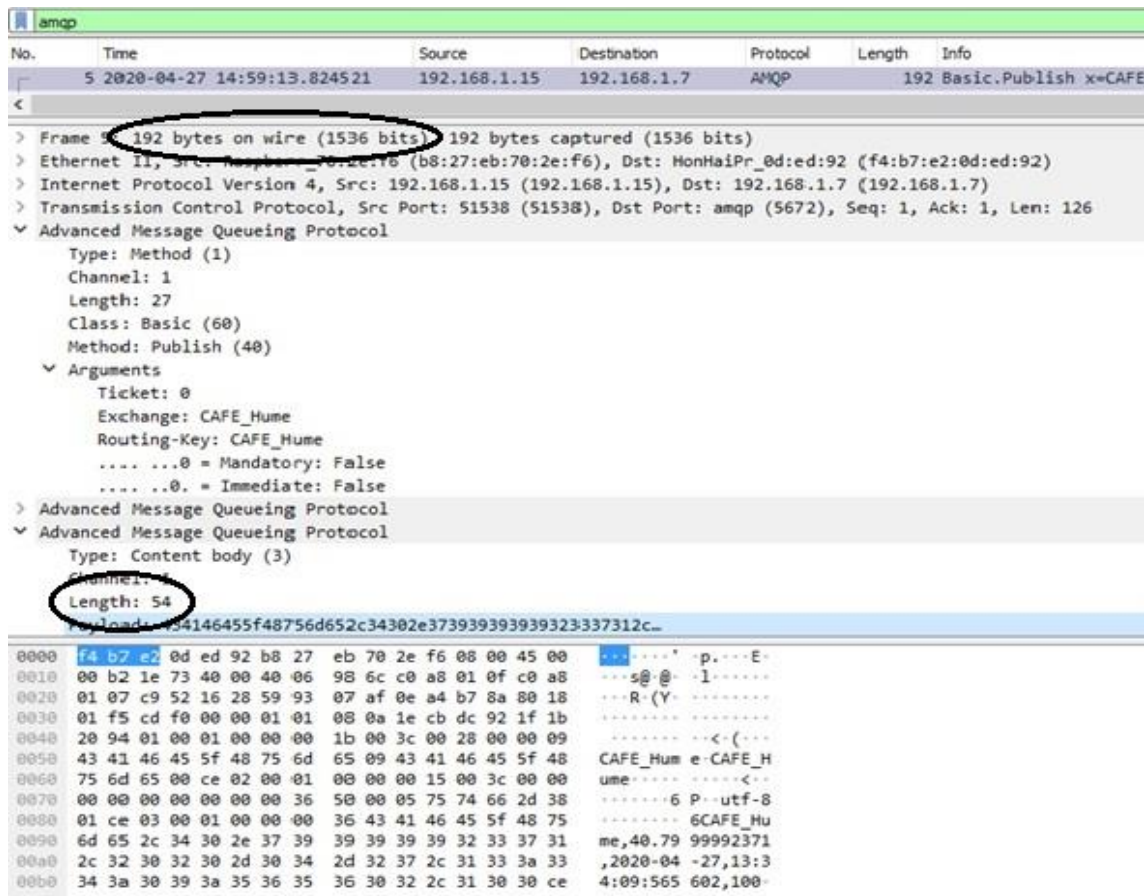 amqp
No. Time Source Destination Protocol Length Info
5 2020-04-27 14:59:13.824521 192.168.1.15 192.168.1.7 AMQP 192 Basic.Publish x=CAFE
> Frame 5: 192 bytes on wire (1536 bits) 192 bytes captured (1536 bits)
> Ethernet II, Src: Raspberr_70:2e:f6 (b8:27:eb:70:2e:f6), Dst: HonHaiPr_0d:ed:92 (f4:b7:e2:0d:ed:92)
> Internet Protocol Version 4, Src: 192.168.1.15 (192.168.1.15), Dst: 192.168.1.7 (192.168.1.7)
> Transmission Control Protocol, Src Port: 51538 (51538), Dst Port: amqp (5672), Seq: 1, Ack: 1, Len: 126
Advanced Message Queueing Protocol
Type: Method (1)
Channel: 1
Length: 27
Class: Basic (60)
Method: Publish (40)
Arguments
Ticket: 0
Exchange: CAFE_Hume
Routing-Key: CAFE_Hume
.... ...0 = Mandatory: False
.... ..0. = Immediate: False
> Advanced Message Queueing Protocol
Advanced Message Queueing Protocol
Type: Content body (3)
Channel: 1
Length: 54
Payload: 434146455f48756d652c34302e373939393939323337312c…
0000 f4 b7 e2 0d ed 92 b8 27 eb 70 2e f6 08 00 45 00 ·······' ·p.···E·
0010 00 b2 1e 73 40 00 40 06 98 6c c0 a8 01 0f c0 a8 ···s@·@· ·l······
0020 01 07 c9 52 16 28 59 93 07 af 0e a4 b7 8a 80 18 ···R·(Y· ········
0030 01 f5 cd f0 00 00 01 01 08 0a 1e cb dc 92 1f 1b ········ ········
0040 20 94 01 00 01 00 00 00 1b 00 3c 00 28 00 00 09 ········ ··<·(···
0050 43 41 46 45 5f 48 75 6d 65 09 43 41 46 45 5f 48 CAFE_Hum e·CAFE_H
0060 75 6d 65 00 ce 02 00 01 00 00 00 15 00 3c 00 00 ume····· ·····<··
0070 00 00 00 00 00 00 00 36 50 00 05 75 74 66 2d 38 ·······6 P··utf-8
0080 01 ce 03 00 01 00 00 00 36 43 41 46 45 5f 48 75 ········ 6CAFE_Hu
0090 6d 65 2c 34 30 2e 37 39 39 39 39 39 32 33 37 31 me,40.79 99992371
00a0 2c 32 30 32 30 2d 30 34 2d 32 37 2c 31 33 3a 33 ,2020-04 -27,13:3
00b0 34 3a 30 39 3a 35 36 35 36 30 32 2c 31 30 30 ce 4:09:565 602,100·